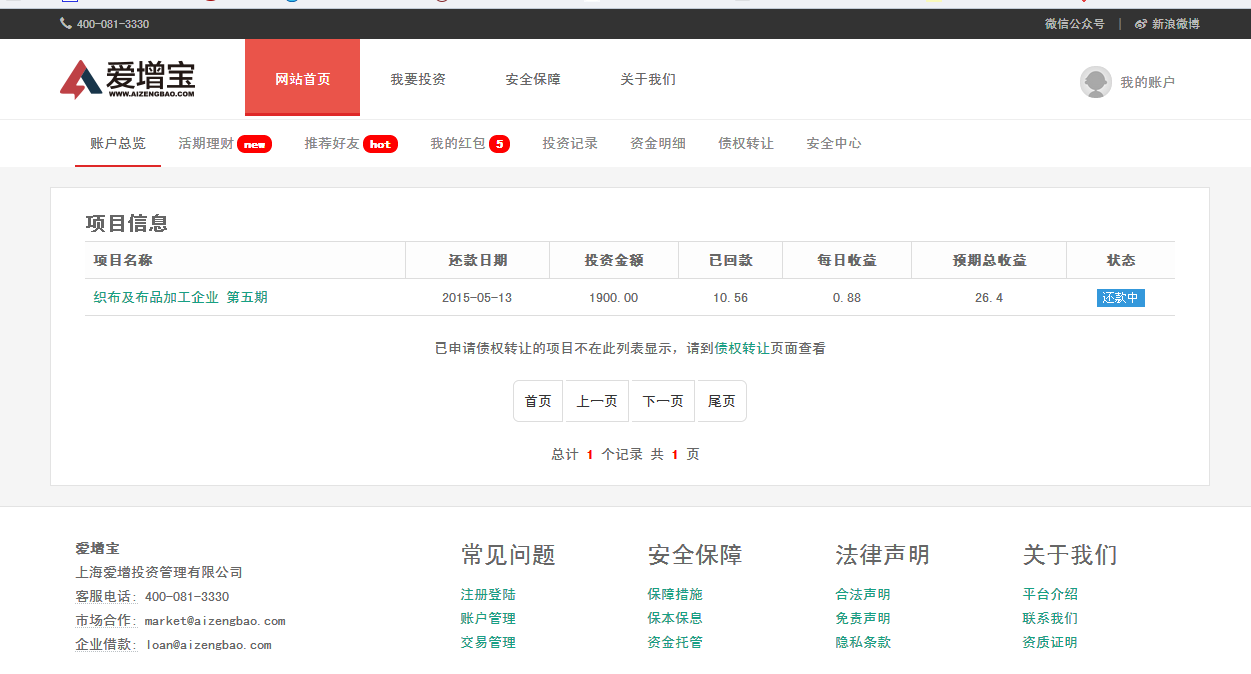 400-081-3330 微信公众号 | 新浪微博
爱增宝
WWW.AIZENGBAO.COM
网站首页 我要投资 安全保障 关于我们 我的账户
账户总览 活期理财 new 推荐好友 hot 我的红包 5 投资记录 资金明细 债权转让 安全中心
项目信息
项目名称 还款日期 投资金额 已回款 每日收益 预期总收益 状态
织布及布品加工企业 第五期 2015-05-13 1900.00 10.56 0.88 26.4 还款中
已申请债权转让的项目不在此列表显示，请到债权转让页面查看
首页 上一页 下一页 尾页
总计 1 个记录 共 1 页
爱增宝
上海爱增投资管理有限公司
客服电话: 400-081-3330
市场合作: market@aizengbao.com
企业借款: loan@aizengbao.com
常见问题
注册登陆
账户管理
交易管理
安全保障
保障措施
保本保息
资金托管
法律声明
合法声明
免责声明
隐私条款
关于我们
平台介绍
联系我们
资质证明